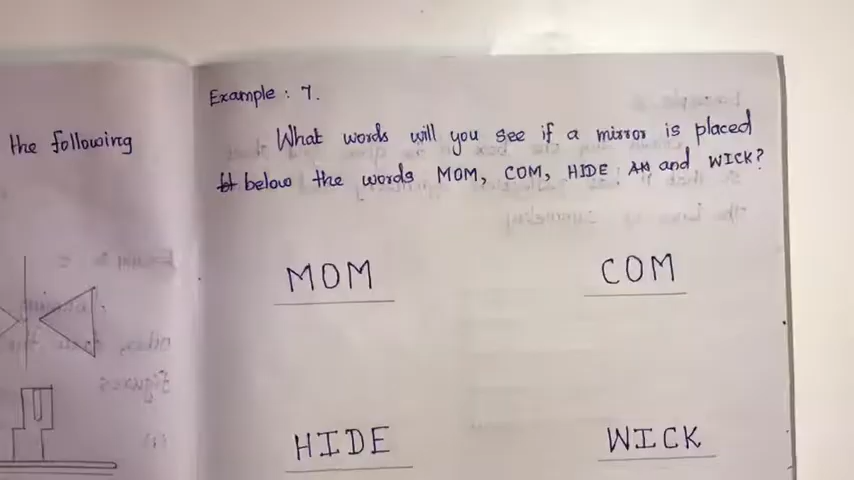 the following
Example : 7.
What words will you see if a mirror is placed
below the words MOM, COM, HIDE and WICK?
MOM
COM
HIDE
WICK